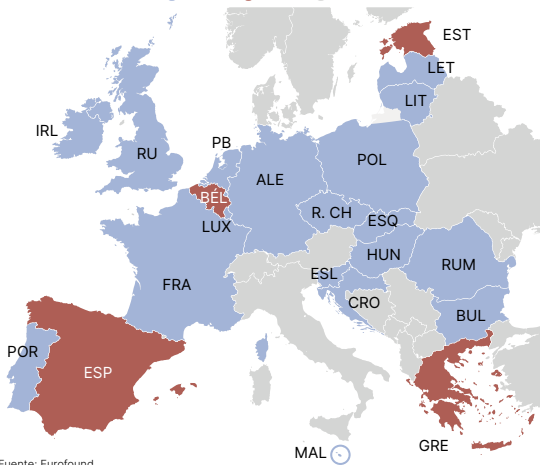 EST
LET
LIT
IRL
RU
PB
ALE
POL
BEL
LUX
R. CH
ESQ
HUN
RUM
ESL
FRA
CRO
BUL
POR
ESP
GRE
MAL
Fuente: Eurofound